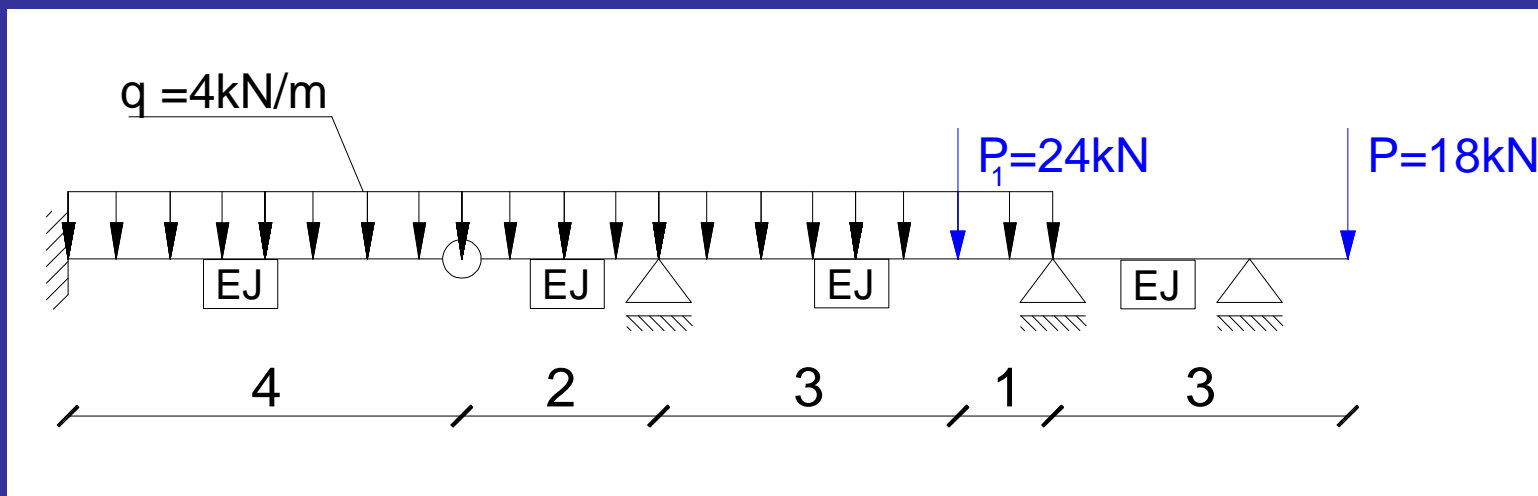 q =4kN/m
P1=24kN
P=18kN
EJ
EJ
EJ
EJ
4
2
3
1
3